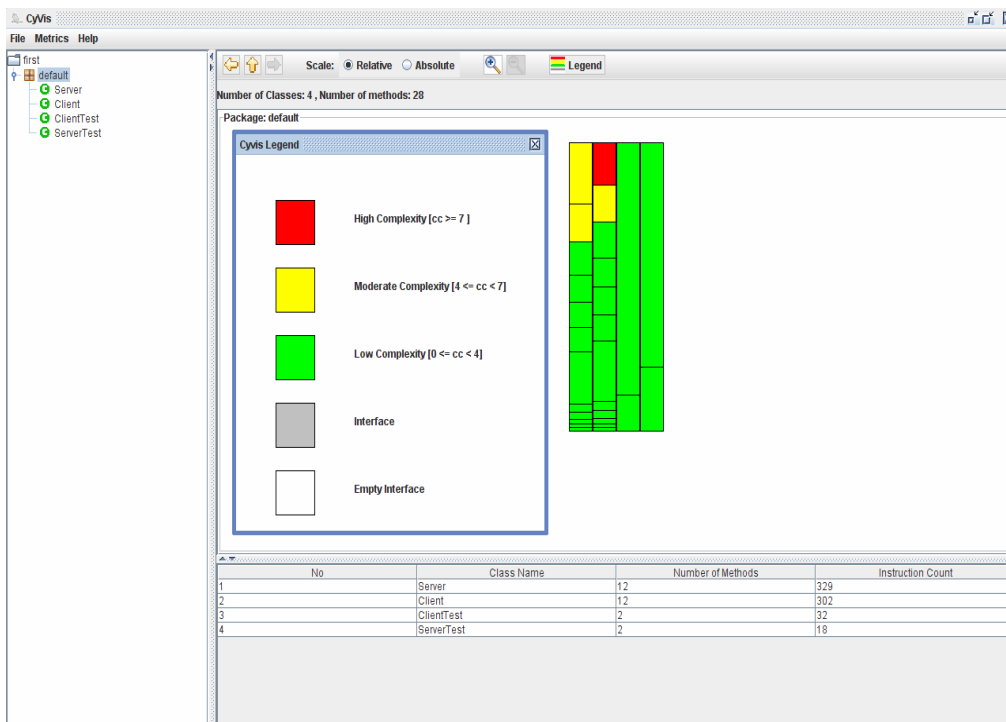 CyVis
File Metrics Help
first
default
Server
Client
ClientTest
ServerTest
Scale: Relative Absolute Legend
Number of Classes: 4 , Number of methods: 28
Package: default
Cyvis Legend
High Complexity [cc >= 7 ]
Moderate Complexity [4 <= cc < 7]
Low Complexity [0 <= cc < 4]
Interface
Empty Interface
No Class Name Number of Methods Instruction Count
1 Server 12 329
2 Client 12 302
3 ClientTest 2 32
4 ServerTest 2 18